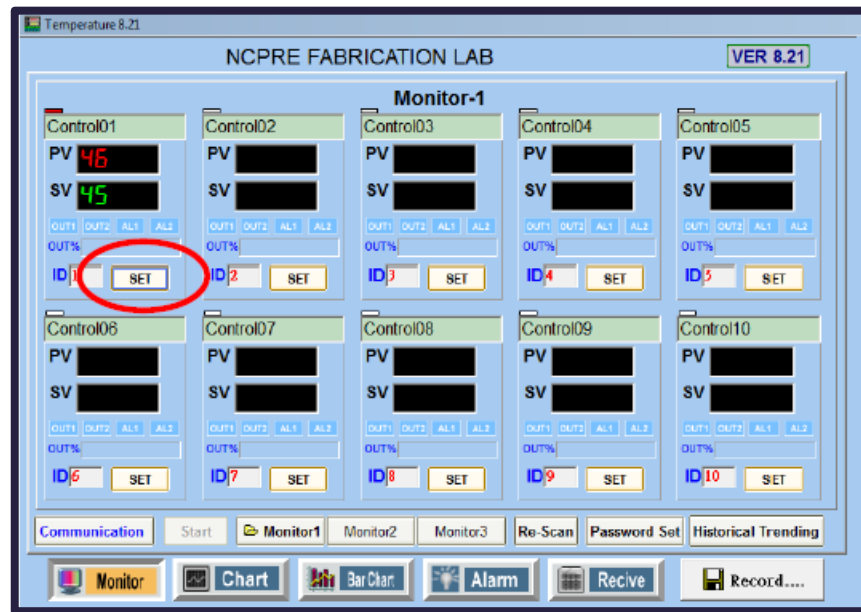 Temperature 8.21
NCPRE FABRICATION LAB
VER 8.21
Monitor-1
Control01 Control02 Control03 Control04 Control05
PV 46 PV PV PV PV
SV 45 SV SV SV SV
OUT1 OUT2 AL1 AL2 OUT1 OUT2 AL1 AL2 OUT1 OUT2 AL1 AL2 OUT1 OUT2 AL1 AL2 OUT1 OUT2 AL1 AL2
OUT% OUT% OUT% OUT% OUT%
ID 1 SET ID 2 SET ID 3 SET ID 4 SET ID 5 SET
Control06 Control07 Control08 Control09 Control10
PV PV PV PV PV
SV SV SV SV SV
OUT1 OUT2 AL1 AL2 OUT1 OUT2 AL1 AL2 OUT1 OUT2 AL1 AL2 OUT1 OUT2 AL1 AL2 OUT1 OUT2 AL1 AL2
OUT% OUT% OUT% OUT% OUT%
ID 6 SET ID 7 SET ID 8 SET ID 9 SET ID 10 SET
Communication Start Monitor1 Monitor2 Monitor3 Re-Scan Password Set Historical Trending
Monitor Chart Bar Chart Alarm Recive Record....